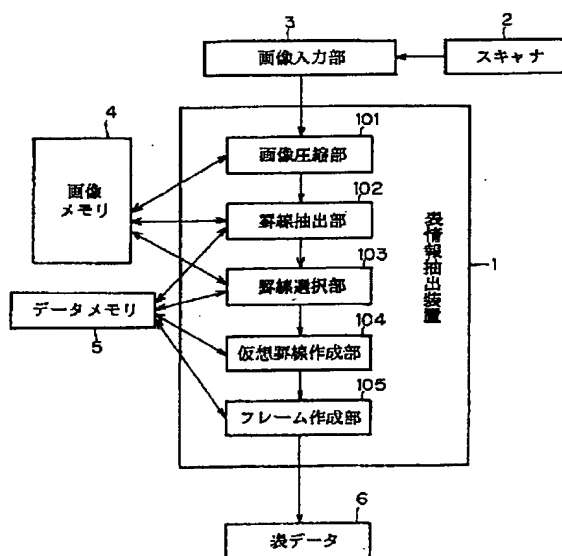 3
2
画像入力部
スキャナ
4
101
画像圧縮部
画像
メモリ
102
罫線抽出部
103
罫線選択部
表情報抽出装置
1
データメモリ
5
104
仮想罫線作成部
105
フレーム作成部
6
表データ